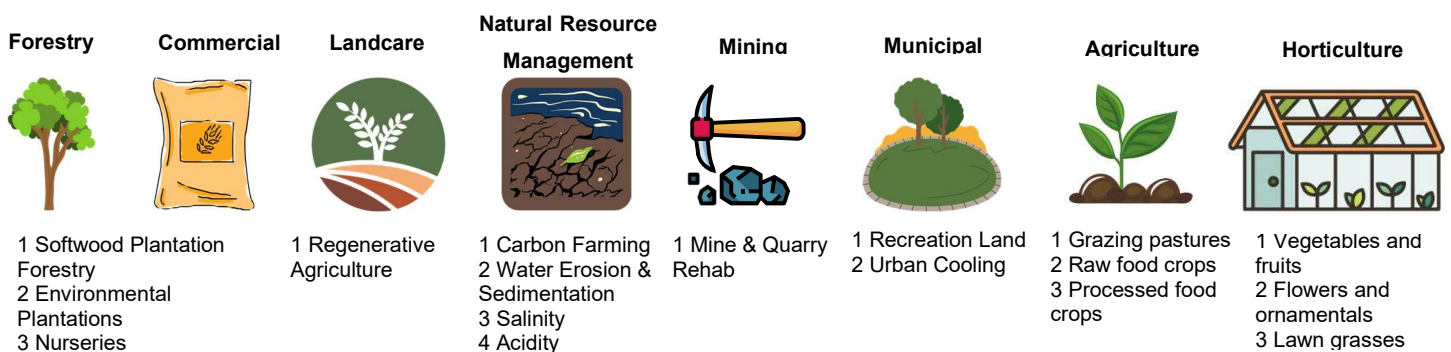 Forestry
Commercial
Landcare
Natural Resource
Management
Mining
Municipal
Agriculture
Horticulture
1 Softwood Plantation
Forestry
2 Environmental
Plantations
3 Nurseries
1 Regenerative
Agriculture
1 Carbon Farming
2 Water Erosion &
Sedimentation
3 Salinity
4 Acidity
1 Mine & Quarry
Rehab
1 Recreation Land
2 Urban Cooling
1 Grazing pastures
2 Raw food crops
3 Processed food
crops
1 Vegetables and
fruits
2 Flowers and
ornamentals
3 Lawn grasses